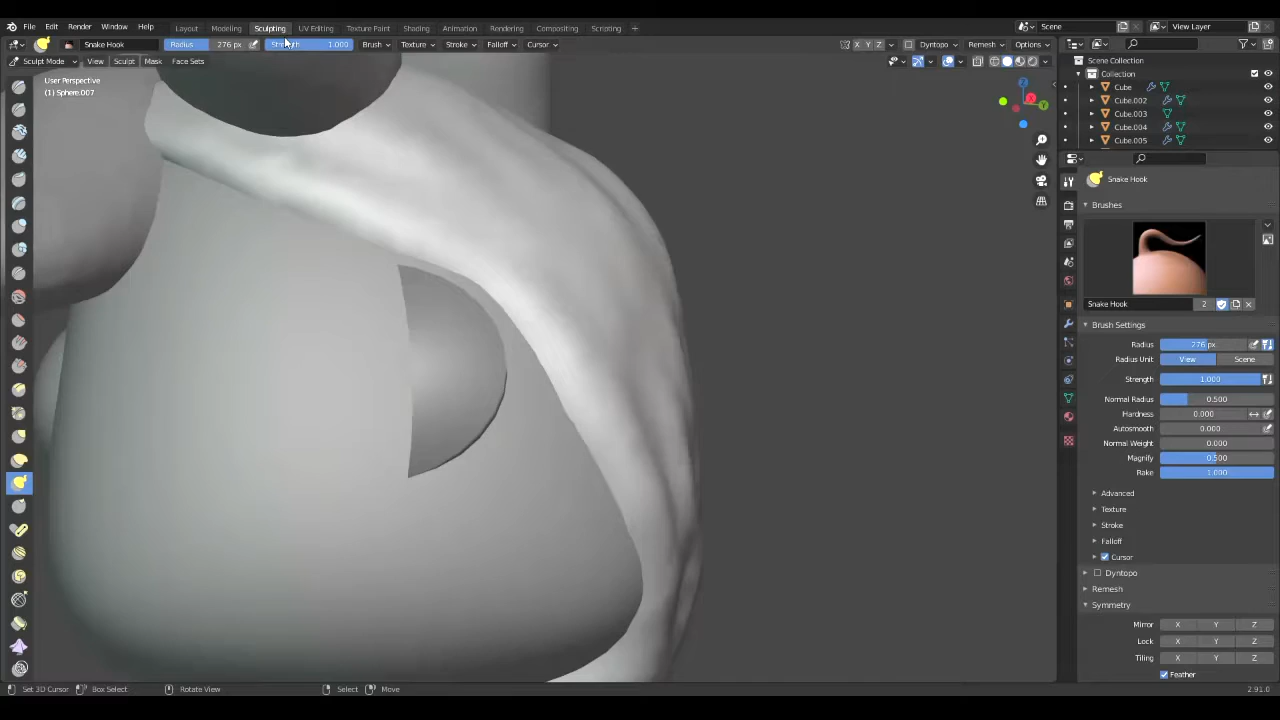 File Edit Render Window Help Layout Modeling Sculpting UV Editing Texture Paint Shading Animation Rendering Compositing Scripting + Scene View Layer
Snake Hook Radius 276 px Strength 1.000 Brush Texture Stroke Falloff Cursor X Y Z Dyntopo Remesh Options
Sculpt Mode View Sculpt Mask Face Sets
User Perspective
(1) Sphere.007
Scene Collection
Collection
Cube
Cube.002
Cube.003
Cube.004
Cube.005
Snake Hook
Brushes
Snake Hook 2
Brush Settings
Radius 276 px
Radius Unit View Scene
Strength 1.000
Normal Radius 0.500
Hardness 0.000
Autosmooth 0.000
Normal Weight 0.000
Magnify 0.500
Rake 1.000
Advanced
Texture
Stroke
Falloff
Cursor
Dyntopo
Remesh
Symmetry
Mirror X Y Z
Lock X Y Z
Tiling X Y Z
Feather
Set 3D Cursor Box Select Rotate View Select Move 2.91.0